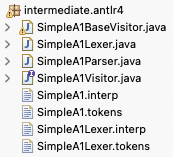 intermediate.antlr4
SimpleA1BaseVisitor.java
SimpleA1Lexer.java
SimpleA1Parser.java
SimpleA1Visitor.java
SimpleA1.interp
SimpleA1.tokens
SimpleA1Lexer.interp
SimpleA1Lexer.tokens